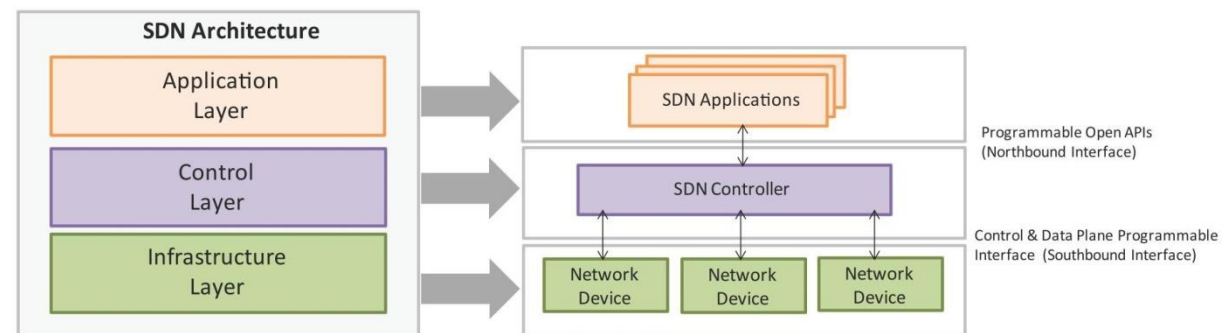 SDN Architecture
Application
Layer
Control
Layer
Infrastructure
Layer
SDN Applications
SDN Controller
Network
Device
Network
Device
Network
Device
Programmable Open APIs
(Northbound Interface)
Control & Data Plane Programmable
Interface (Southbound Interface)